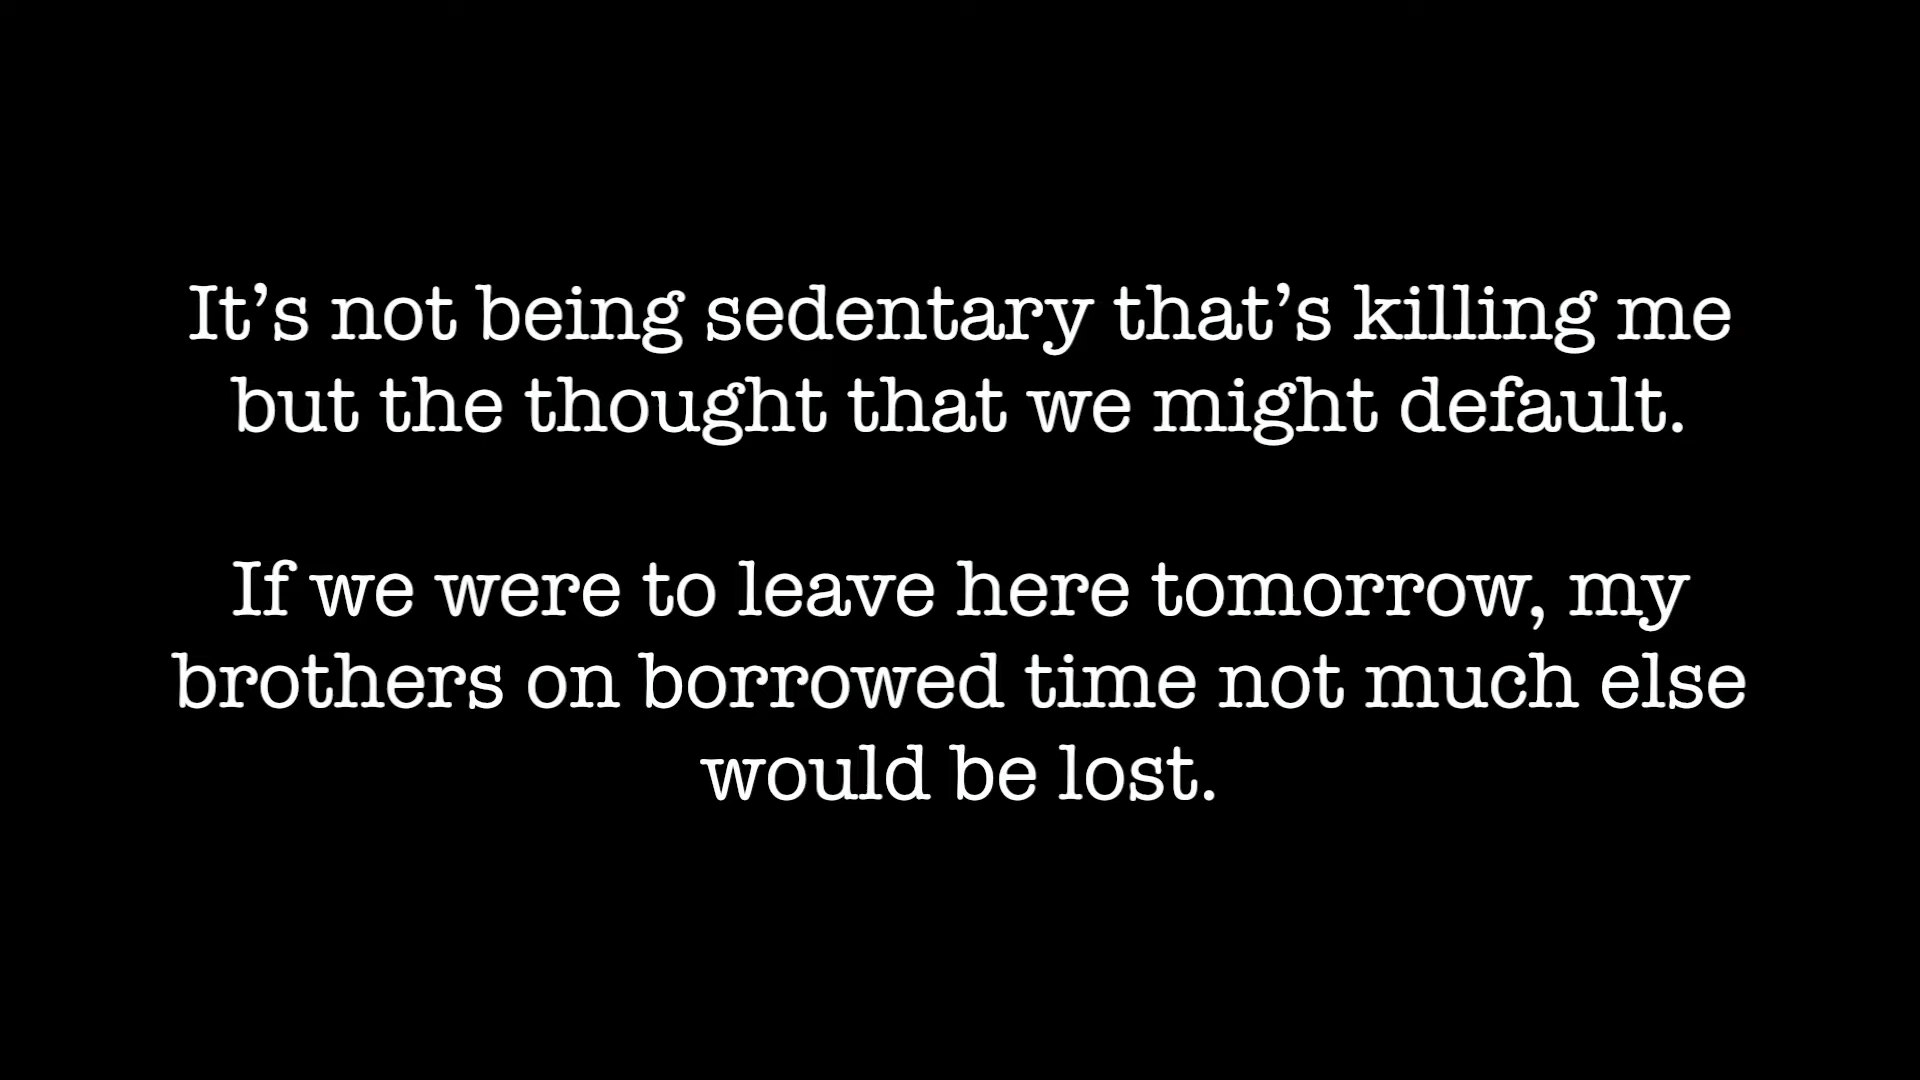 It’s not being sedentary that’s killing me
but the thought that we might default.
If we were to leave here tomorrow, my
brothers on borrowed time not much else
would be lost.